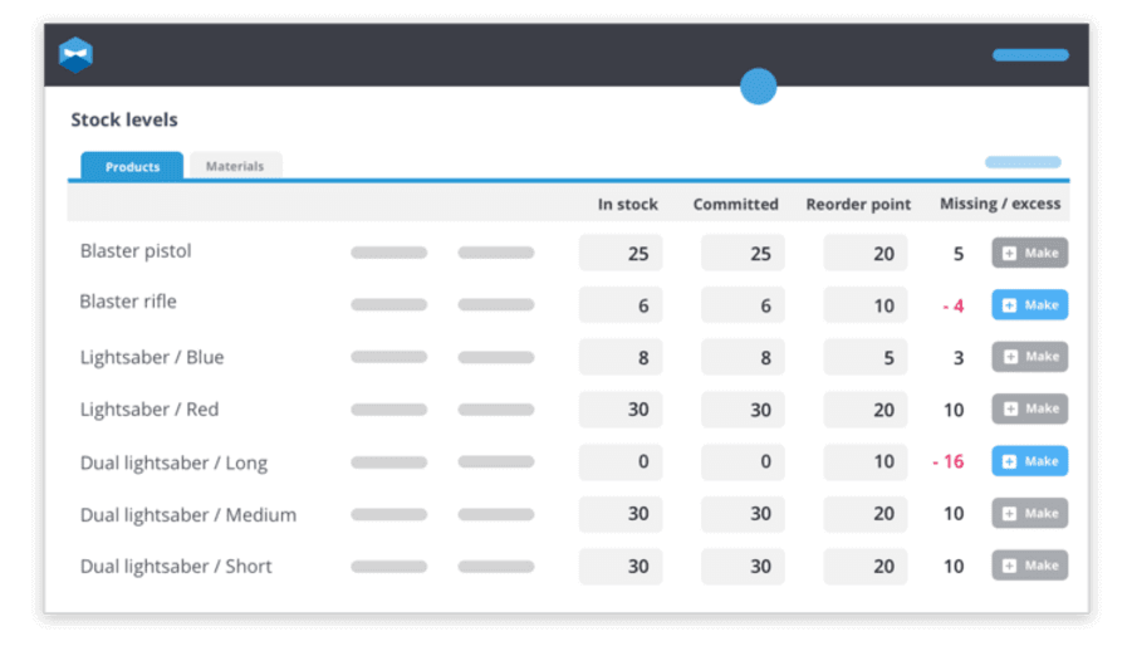 Stock levels
Products Materials
In stock Committed Reorder point Missing / excess
Blaster pistol 25 25 20 5 Make
Blaster rifle 6 6 10 - 4 Make
Lightsaber / Blue 8 8 5 3 Make
Lightsaber / Red 30 30 20 10 Make
Dual lightsaber / Long 0 0 10 - 16 Make
Dual lightsaber / Medium 30 30 20 10 Make
Dual lightsaber / Short 30 30 20 10 Make